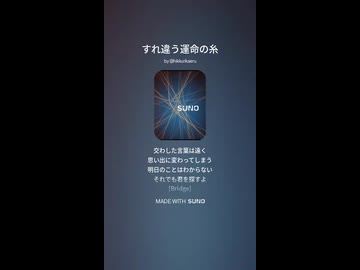 すれ違う運命の糸
SUNO
交わした言葉は遠く
思い出に変わってしまう
明日のことはわからない
それでも君を探すよ
[Bridge]
MADE WITH SUNO